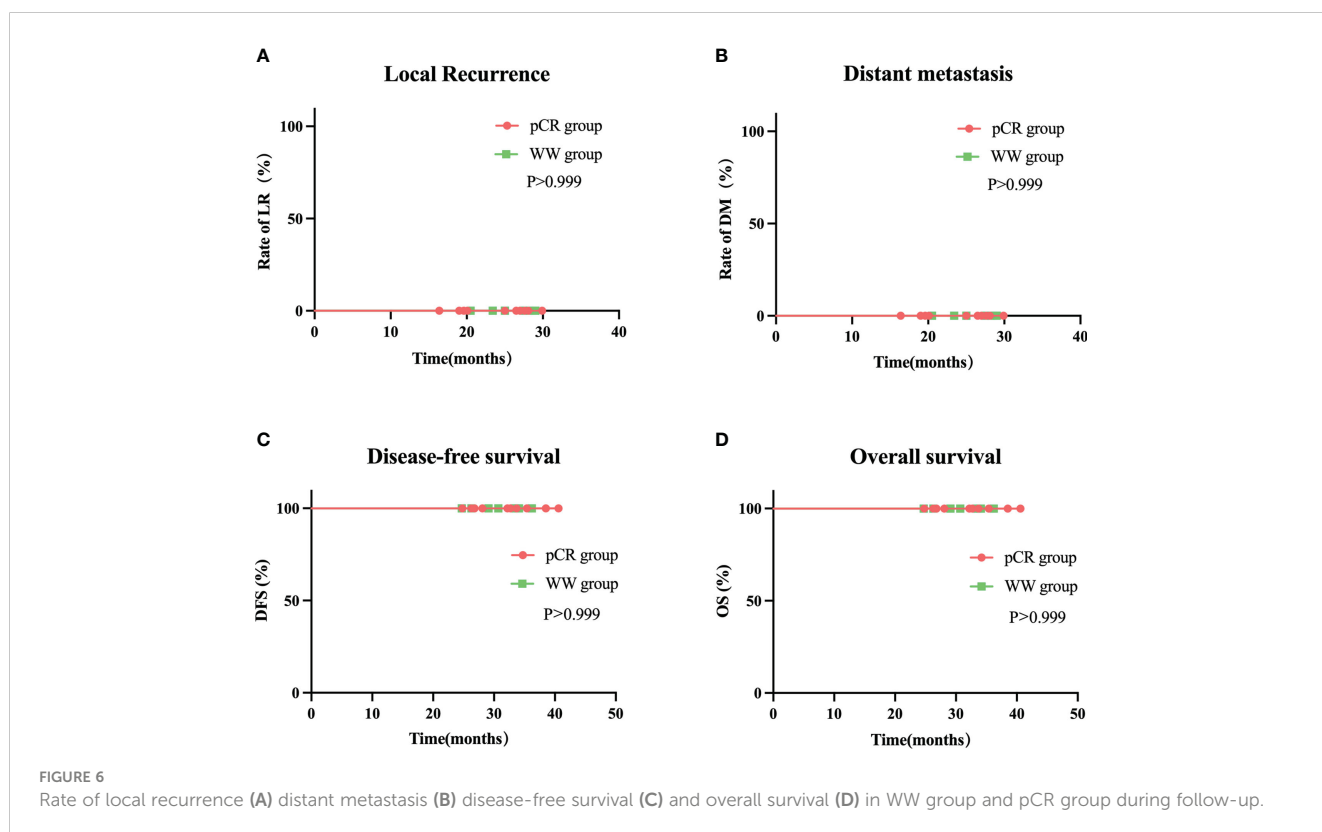 A
Local Recurrence
Rate of LR (%)
100
50
0
pCR group
WW group
P>0.999
0 10 20 30 40
Time(months)
B
Distant metastasis
Rate of DM (%)
100
50
0
pCR group
WW group
P>0.999
0 10 20 30 40
Time(months)
C
Disease-free survival
DFS (%)
100
50
0
pCR group
WW group
P>0.999
0 10 20 30 40 50
Time(months)
D
Overall survival
OS (%)
100
50
0
pCR group
WW group
P>0.999
0 10 20 30 40 50
Time(months)
FIGURE 6
Rate of local recurrence (A) distant metastasis (B) disease-free survival (C) and overall survival (D) in WW group and pCR group during follow-up.